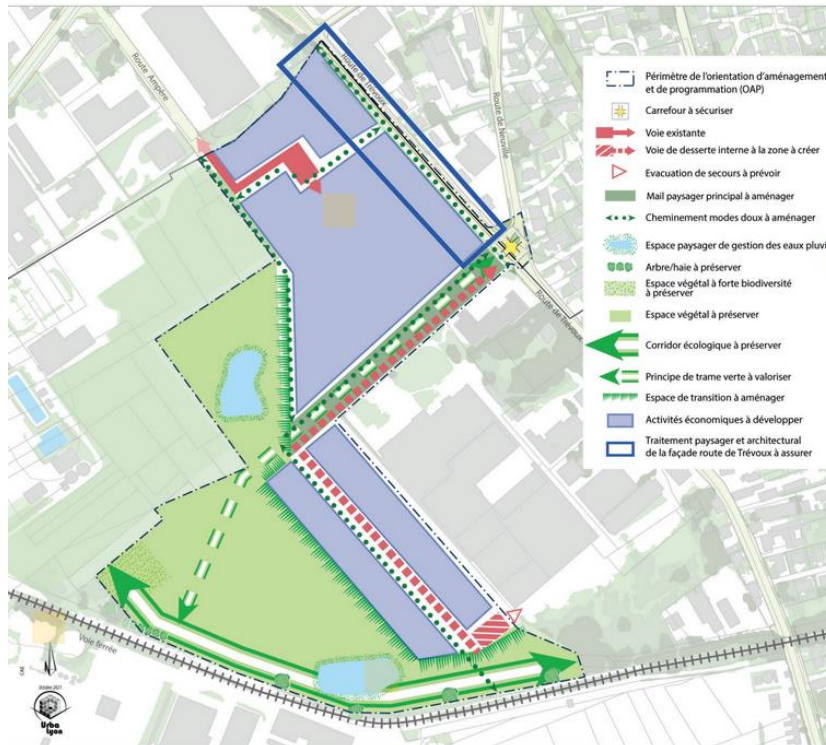 Route Ampère
Route de Trévoux
Route de Neuville
Route de Trévoux
Voie ferrée
Périmètre de l'orientation d'aménagement
et de programmation (OAP)
Carrefour à sécuriser
Voie existante
Voie de desserte interne à la zone à créer
Evacuation de secours à prévoir
Mail paysager principal à aménager
Cheminement modes doux à aménager
Espace paysager de gestion des eaux pluvi
Arbre/haie à préserver
Espace végétal à forte biodiversité
à préserver
Espace végétal à préserver
Corridor écologique à préserver
Principe de trame verte à valoriser
Espace de transition à aménager
Activités économiques à développer
Traitement paysager et architectural
de la façade route de Trévoux à assurer
Urba
Lyon